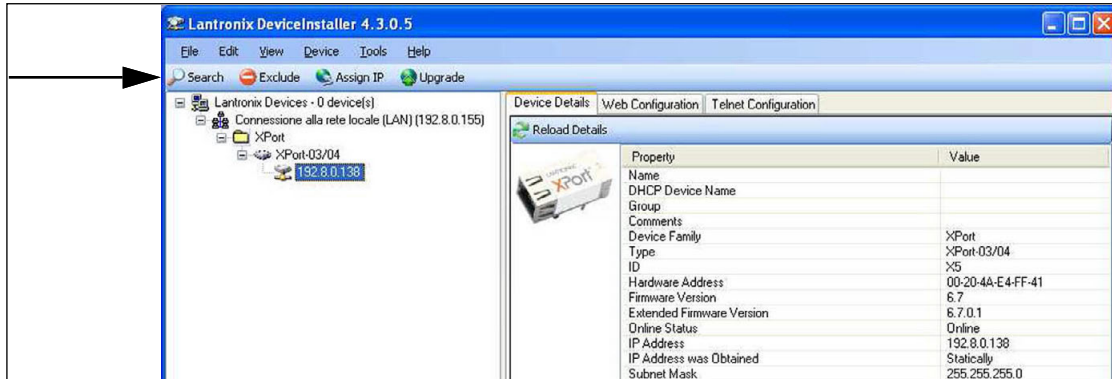 Lantronix DeviceInstaller 4.3.0.5
File Edit View Device Tools Help
Search Exclude Assign IP Upgrade
Lantronix Devices - 0 device(s)
Connessione alla rete locale (LAN) (192.8.0.155)
XPort
XPort-03/04
192.8.0.138
Device Details Web Configuration Telnet Configuration
Reload Details
XPort
Property Value
Name
DHCP Device Name
Group
Comments
Device Family XPort
Type XPort-03/04
ID X5
Hardware Address 00-20-4A-E4-FF-41
Firmware Version 6.7
Extended Firmware Version 6.7.0.1
Online Status Online
IP Address 192.8.0.138
IP Address was Obtained Statically
Subnet Mask 255.255.255.0